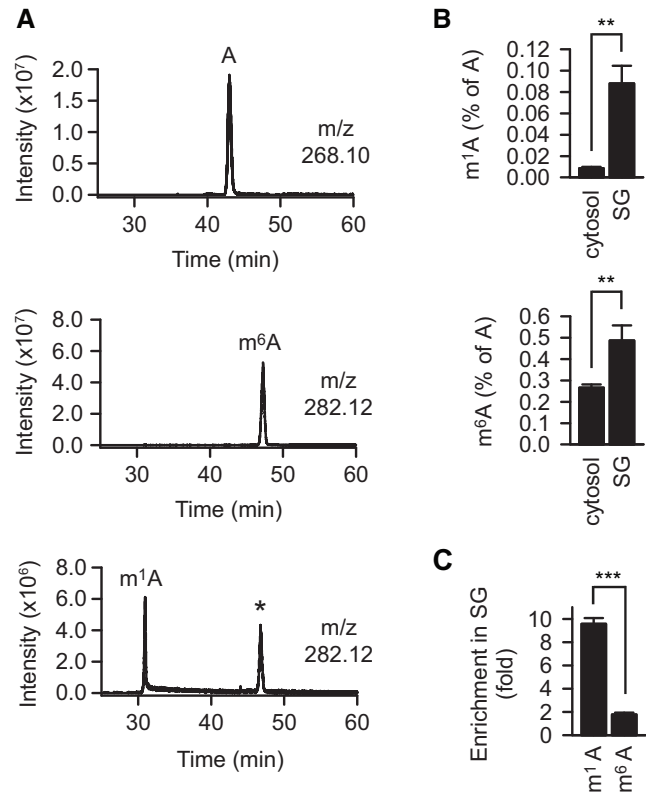 A
Intensity (x10⁷)
2.0
1.5
1.0
0.5
0.0
A
m/z
268.10
30 40 50 60
Time (min)
Intensity (x10⁷)
8.0
6.0
4.0
2.0
0.0
m⁶A
m/z
282.12
30 40 50 60
Time (min)
Intensity (x10⁶)
8.0
6.0
4.0
2.0
0.0
m¹A
*
m/z
282.12
30 40 50 60
Time (min)
B
m¹A (% of A)
**
0.12
0.10
0.08
0.06
0.04
0.02
0.00
cytosol
SG
m⁶A (% of A)
**
0.6
0.5
0.4
0.3
0.2
0.1
0.0
cytosol
SG
C
Enrichment in SG
(fold)
***
10
8
6
4
2
0
m¹ A
m⁶ A